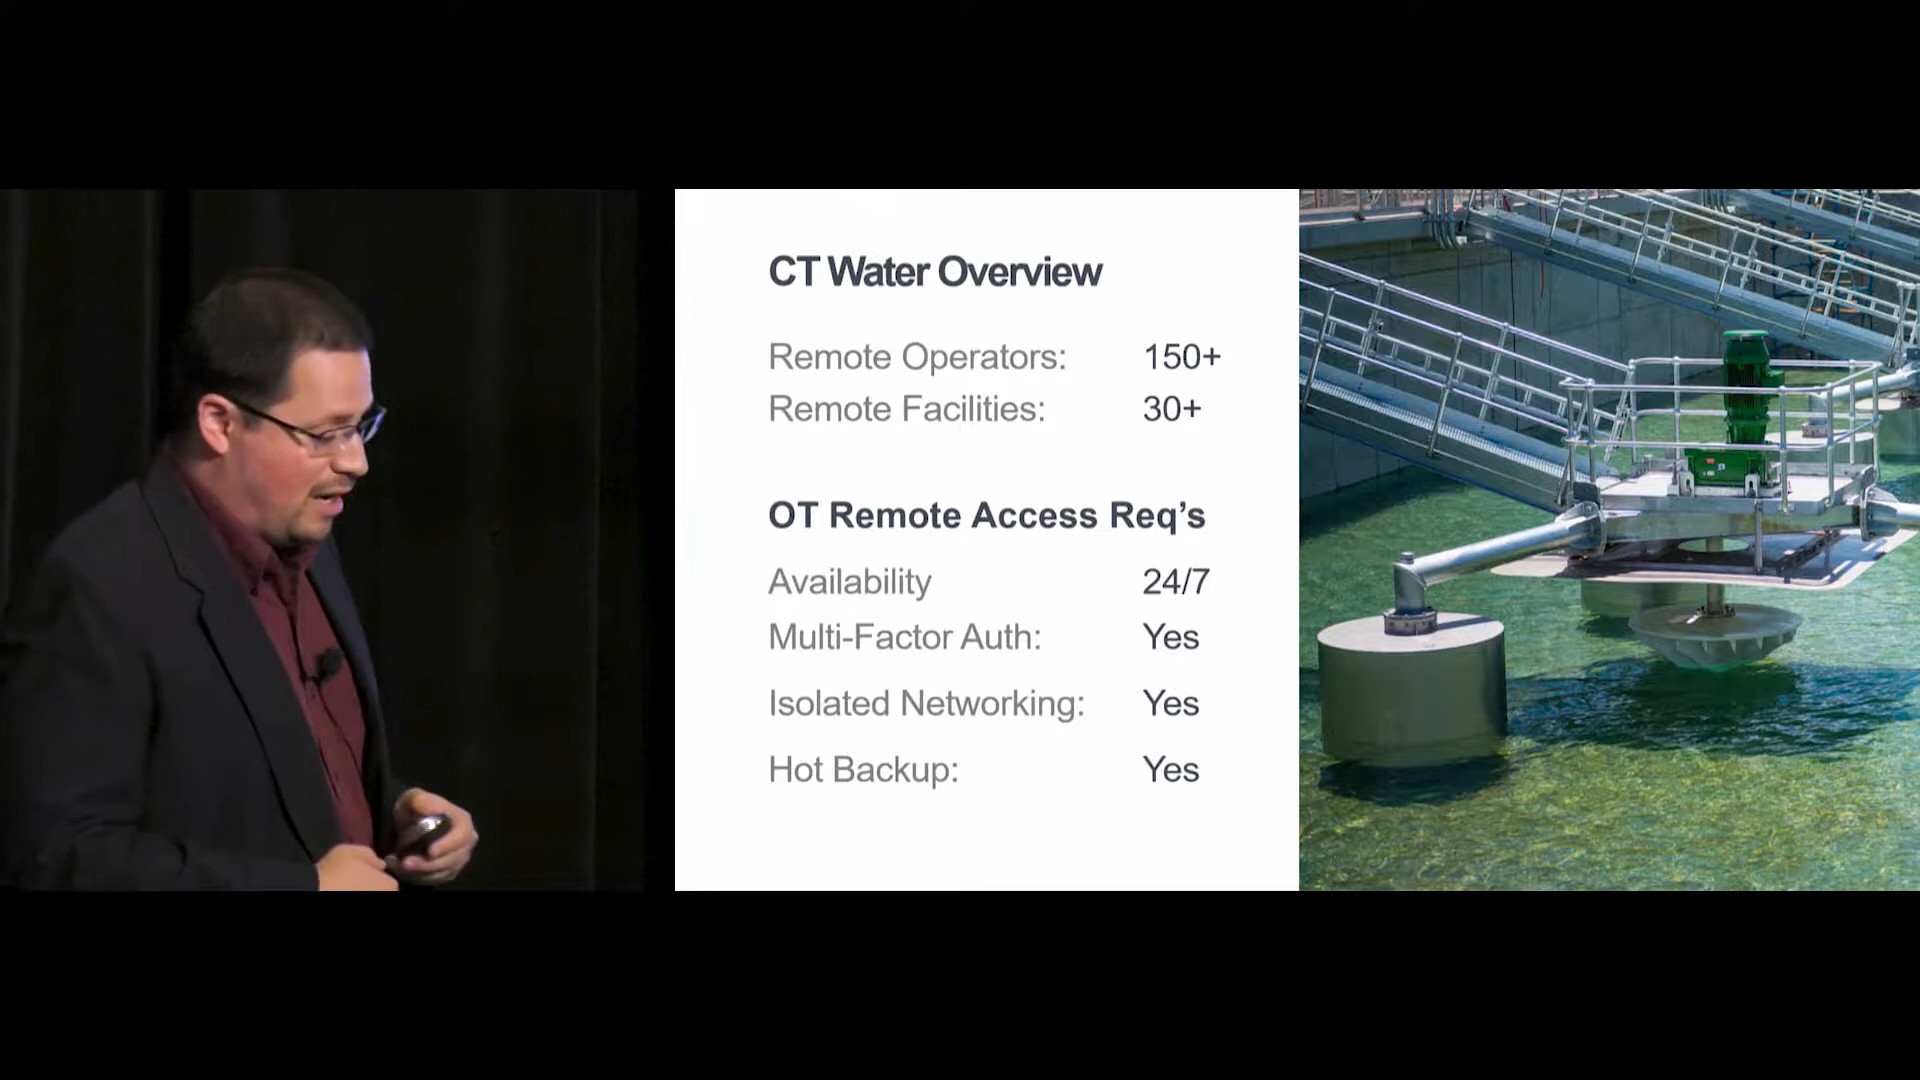 CT Water Overview
Remote Operators: 150+
Remote Facilities: 30+
OT Remote Access Req’s
Availability 24/7
Multi-Factor Auth: Yes
Isolated Networking: Yes
Hot Backup: Yes